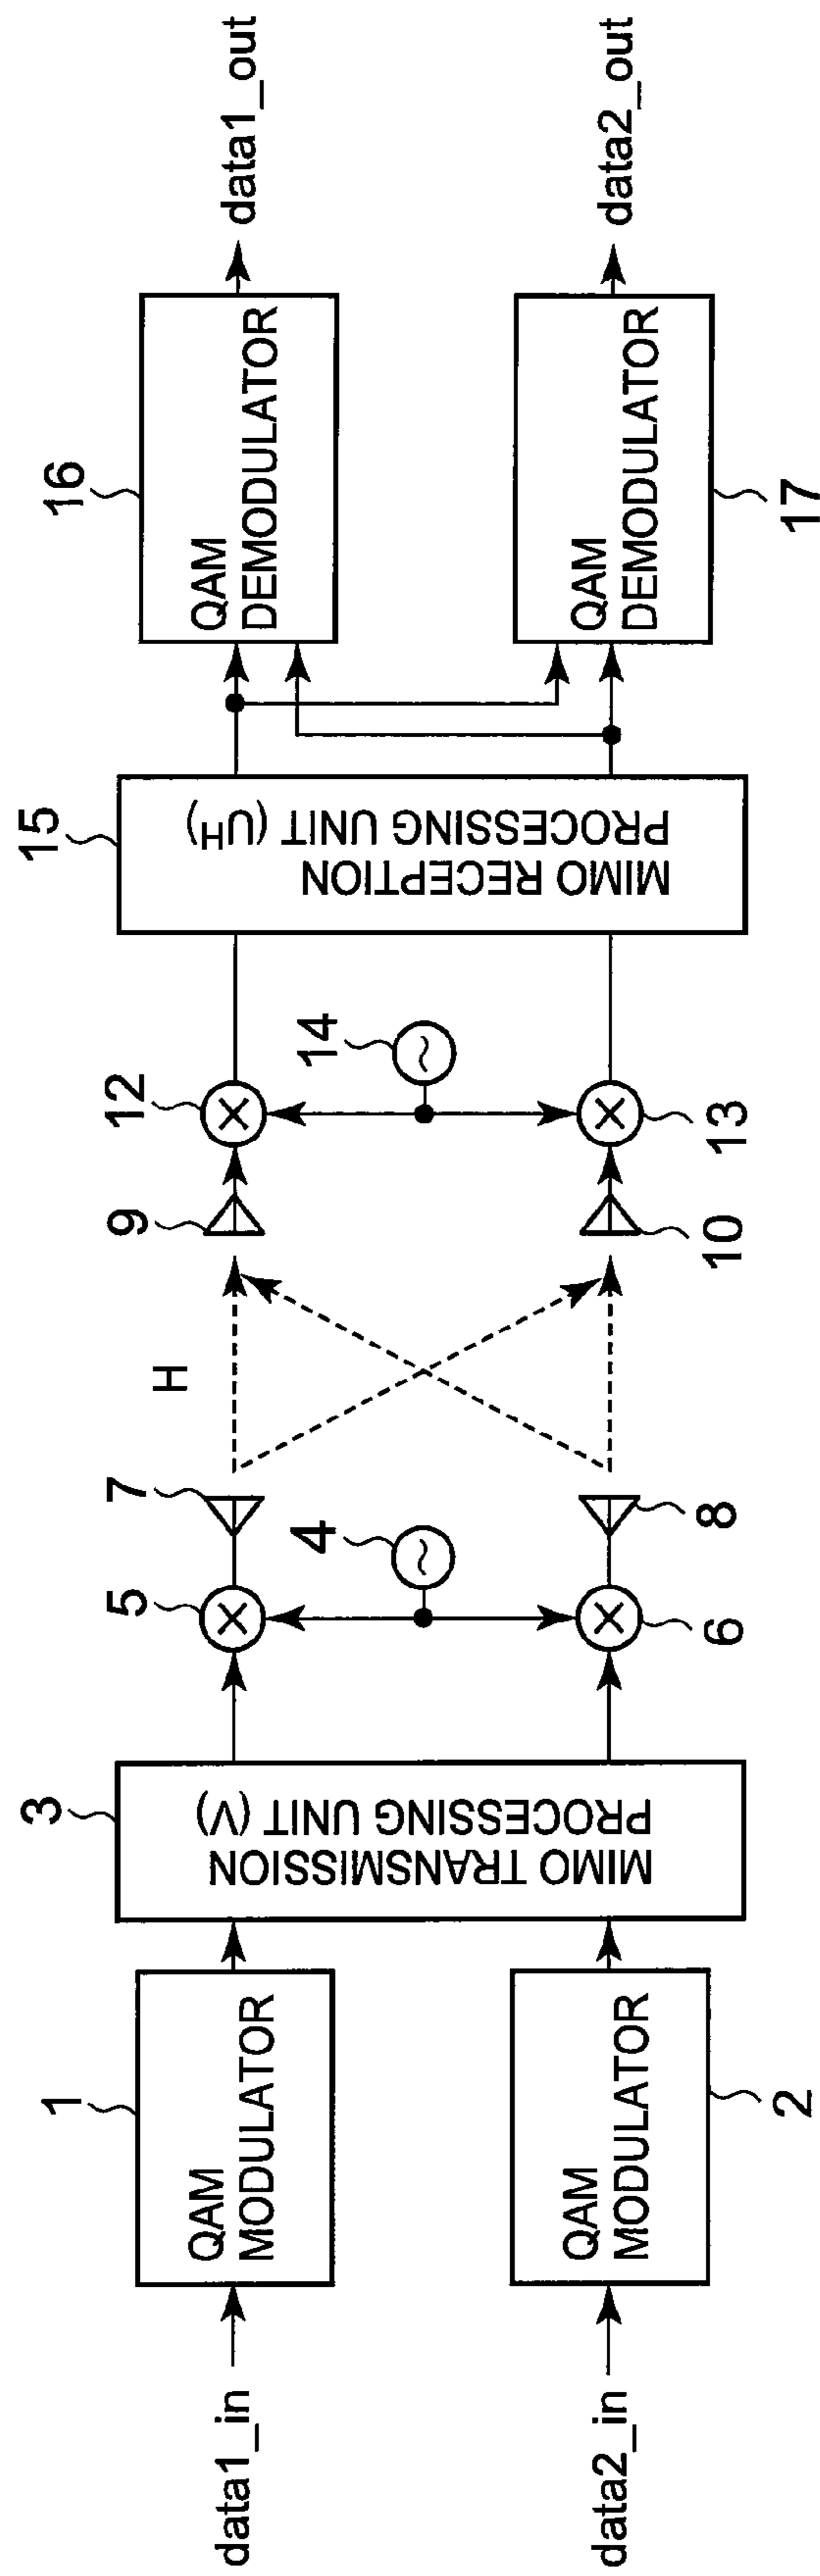 data1_in
data2_in
1
QAM
MODULATOR
QAM
MODULATOR
2
3
MIMO TRANSMISSION
PROCESSING UNIT (V)
5
4
6
7
8
H
9
10
12
14
13
15
MIMO RECEPTION
PROCESSING UNIT (UH)
16
QAM
DEMODULATOR
QAM
DEMODULATOR
17
data1_out
data2_out